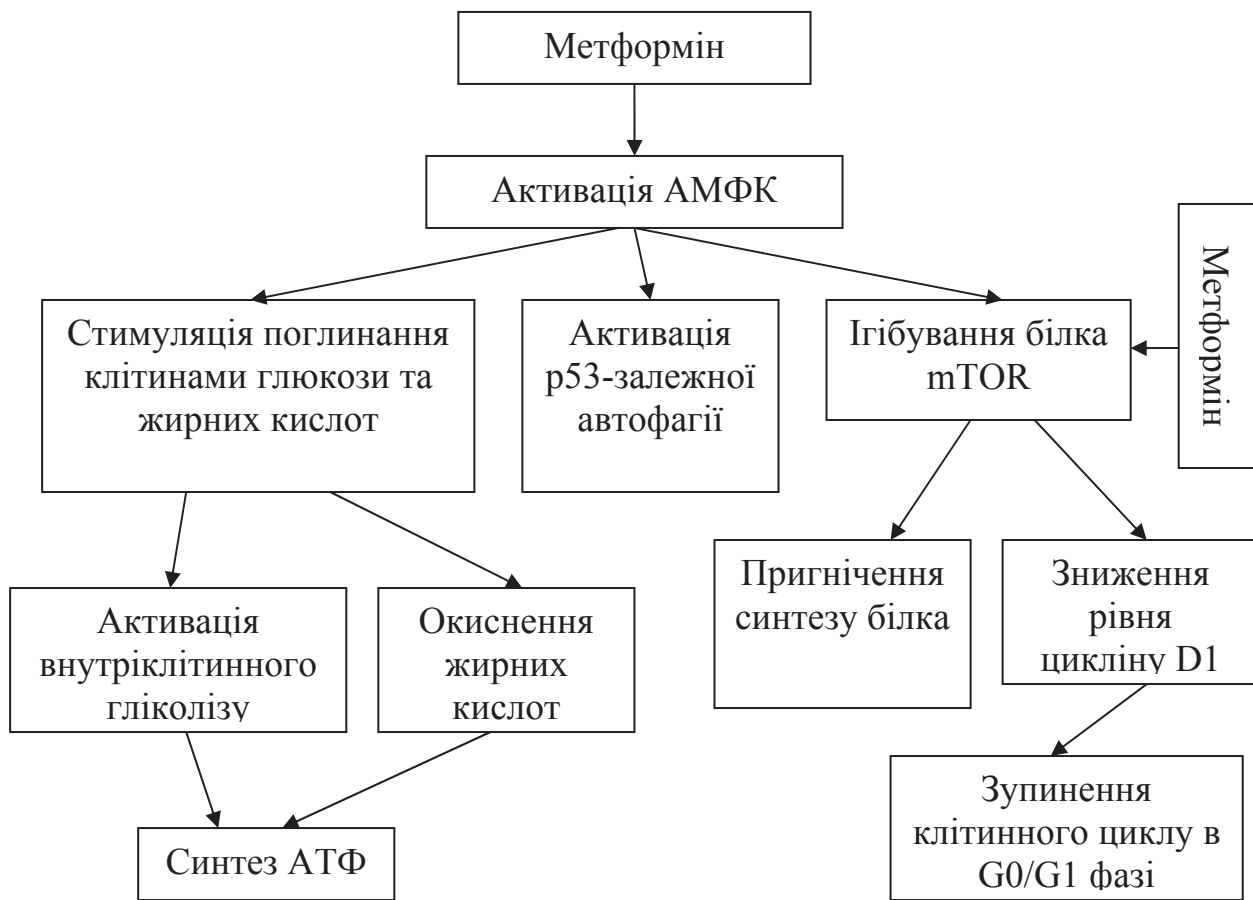 Метформін
Активація АМФК
Метформін
Стимуляція поглинання
клітинами глюкози та
жирних кислот
Активація
р53-залежної
автофагії
Ігібування білка
mTOR
Активація
внутріклітинного
гліколізу
Окиснення
жирних
кислот
Пригнічення
синтезу білка
Зниження
рівня
цикліну D1
Синтез АТФ
Зупинення
клітинного циклу в
G0/G1 фазі